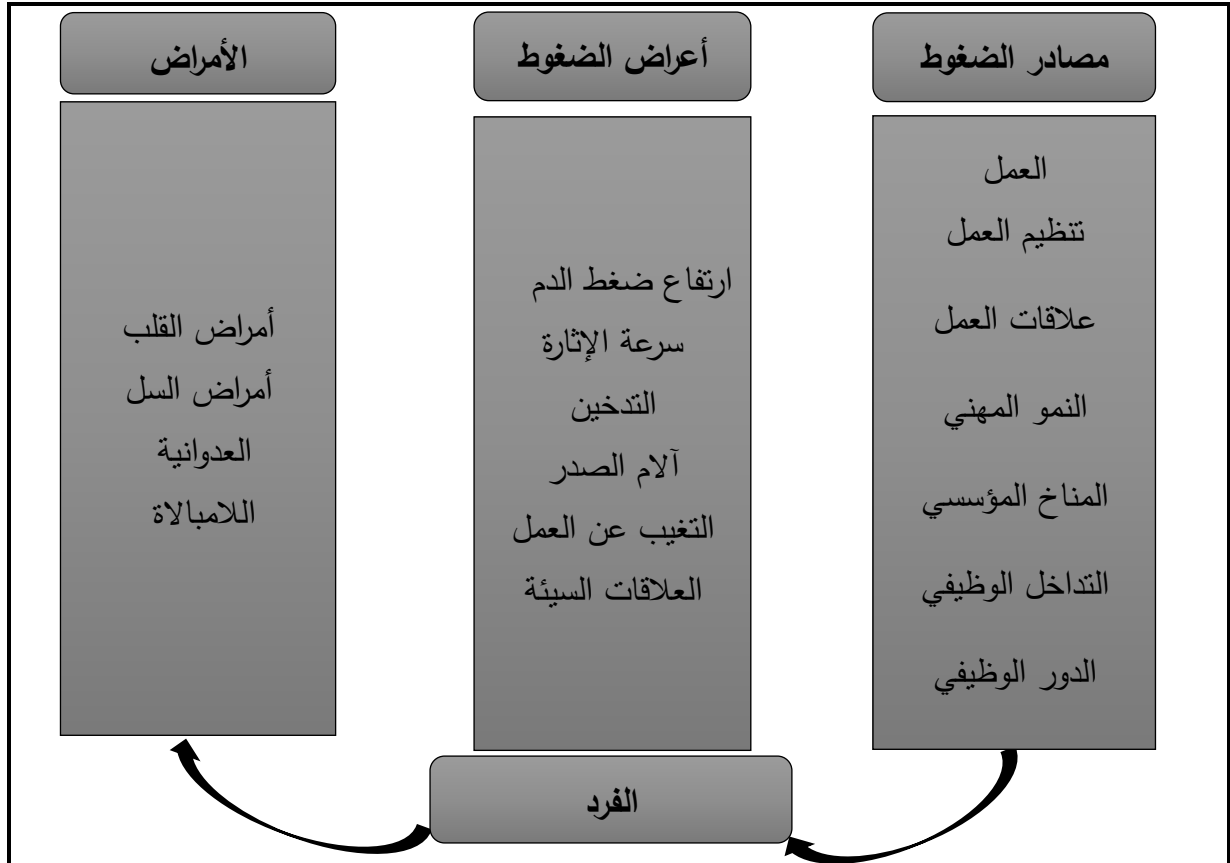 مصادر الضغوط
العمل
تنظيم العمل
علاقات العمل
النمو المهني
المناخ المؤسسي
التداخل الوظيفي
الدور الوظيفي
أعراض الضغوط
ارتفاع ضغط الدم
سرعة الإثارة
التدخين
آلام الصدر
التغيب عن العمل
العلاقات السيئة
الأمراض
أمراض القلب
أمراض السل
العدوانية
اللامبالاة
الفرد